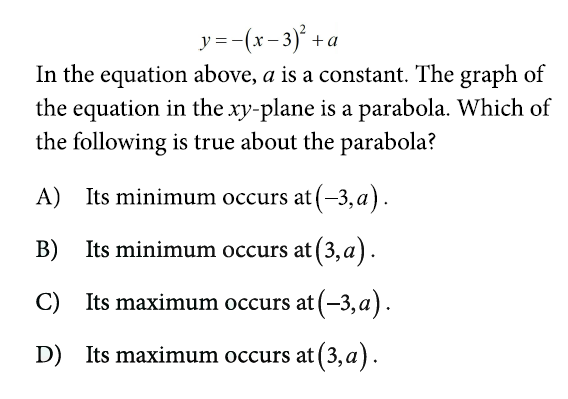 y = −(x − 3)² + a
In the equation above, a is a constant. The graph of
the equation in the xy-plane is a parabola. Which of
the following is true about the parabola?
A) Its minimum occurs at (−3, a).
B) Its minimum occurs at (3, a).
C) Its maximum occurs at (−3, a).
D) Its maximum occurs at (3, a).